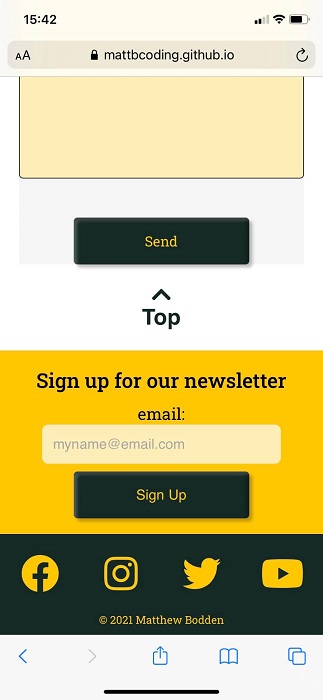 15:42
AA
mattbcoding.github.io
Send
Top
Sign up for our newsletter
email:
myname@email.com
Sign Up
© 2021 Matthew Bodden